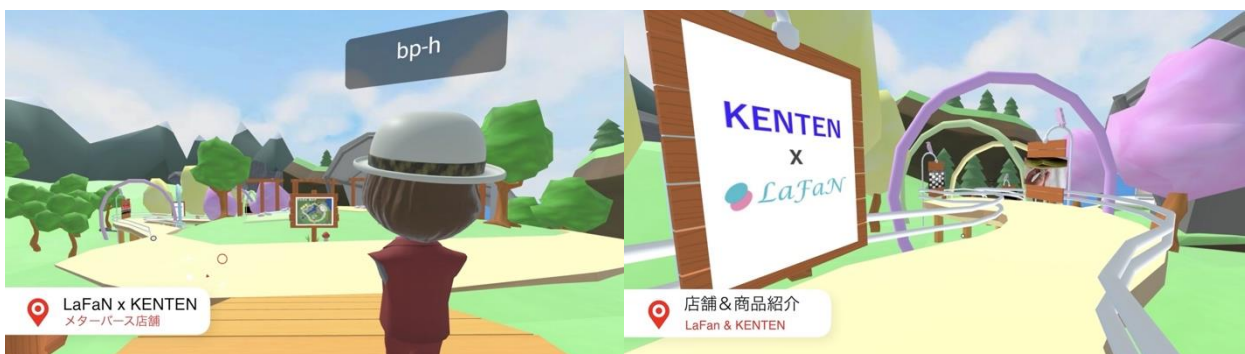 bp-h
LaFaN x KENTEN
メターバース店舗
KENTEN
X
LaFaN
店舗＆商品紹介
LaFan & KENTEN